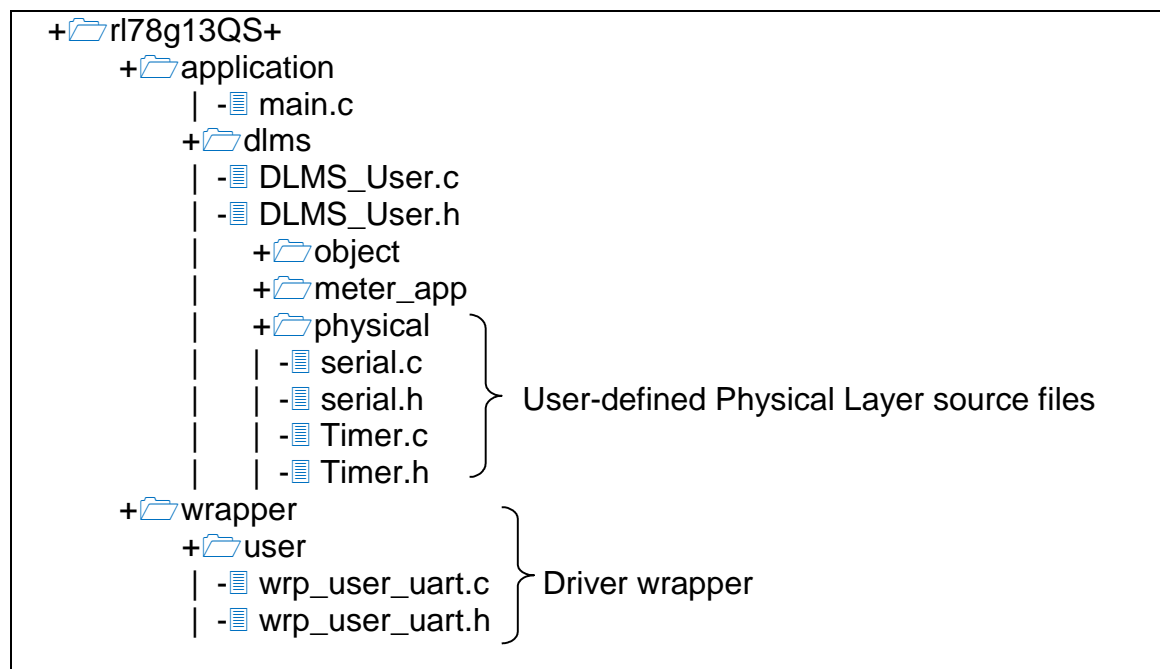 +rl78g13QS+
+application
| - main.c
+dlms
| - DLMS_User.c
| - DLMS_User.h
| +object
| +meter_app
| +physical
| | - serial.c
| | - serial.h
| | - Timer.c
| | - Timer.h
User-defined Physical Layer source files
+wrapper
+user
| - wrp_user_uart.c
| - wrp_user_uart.h
Driver wrapper